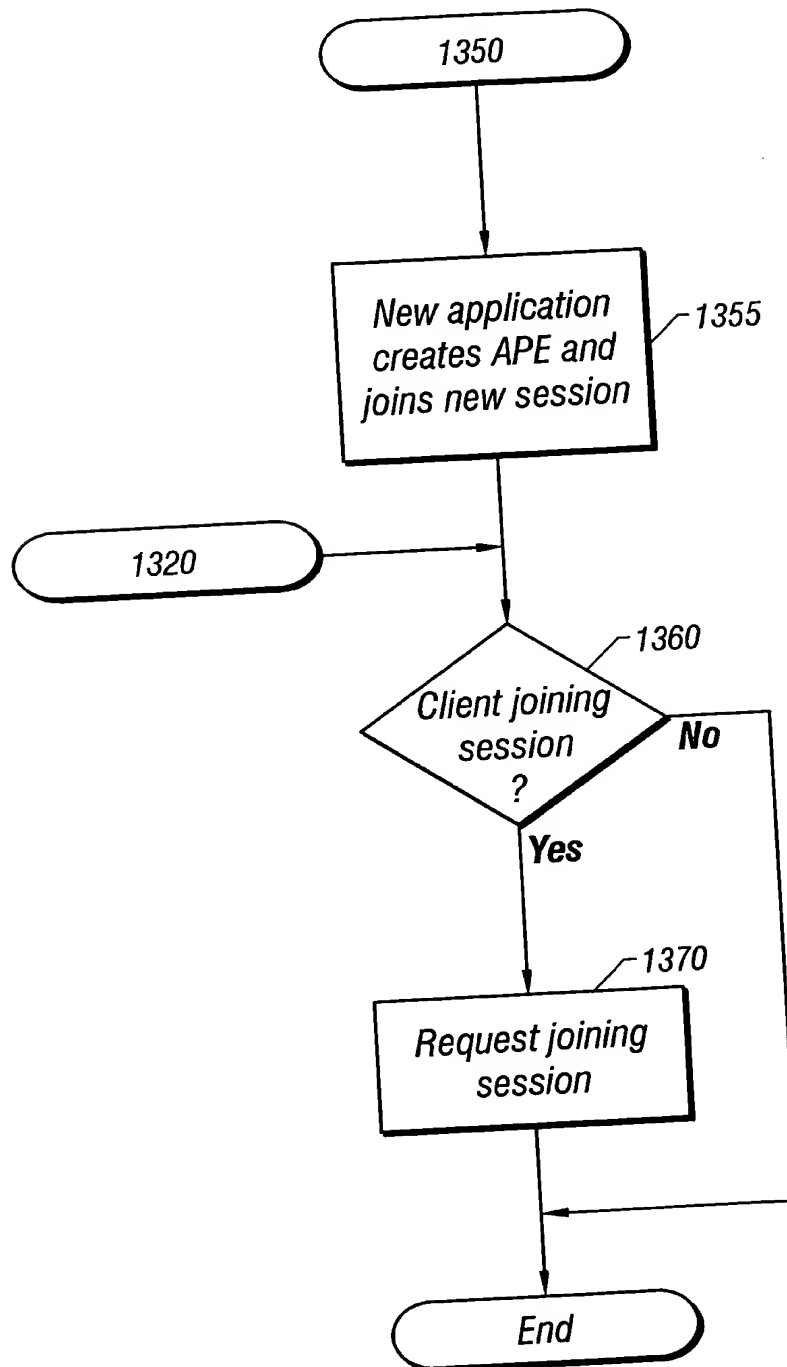 1350
New application
creates APE and
joins new session
1355
1320
1360
Client joining
session
?
No
Yes
1370
Request joining
session
End